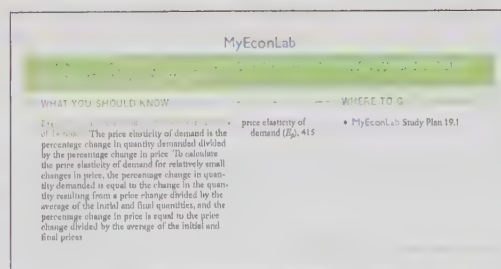 MyEconLab
WHAT YOU SHOULD KNOW
WHERE TO G
The price elasticity of demand is the
percentage change in quantity demanded divided
by the percentage change in price To calculate
the price elasticity of demand for relatively small
changes in price, the percentage change in quan-
tity demanded is equal to the change in the quan-
tity resulting from a price change divided by the
average of the initial and final quantities, and the
percentage change in price is equal to the price
change divided by the average of the initial and
final prices
price elasticity of
demand (Ep), 415
• MyEconLab Study Plan 19.1